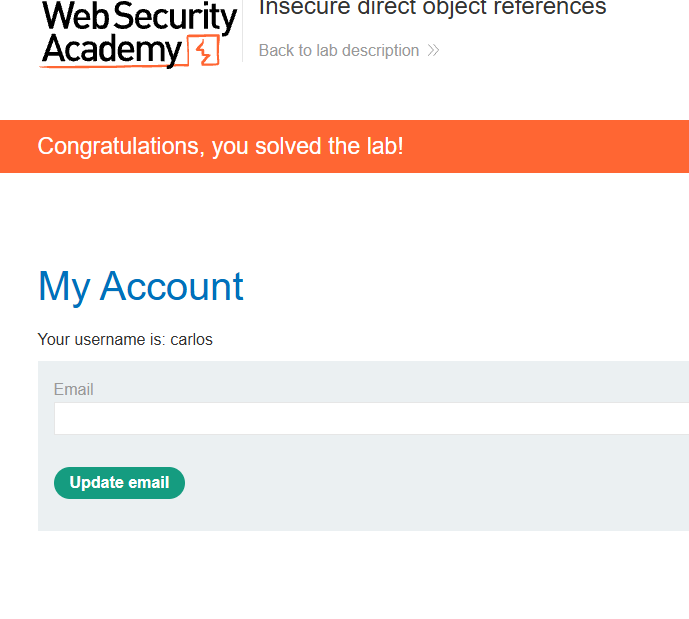 Insecure direct object references
Web Security
Academy
Back to lab description
Congratulations, you solved the lab!
My Account
Your username is: carlos
Email
Update email